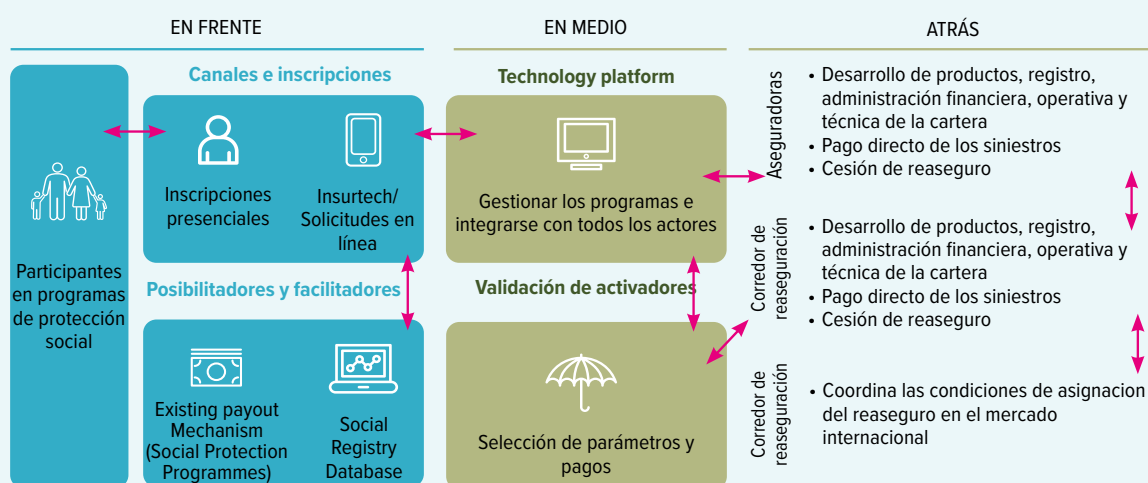 EN FRENTE
EN MEDIO
ATRÁS
Participantes
en programas
de protección
social
Canales e inscripciones
Inscripciones
presenciales
Insurtech/
Solicitudes en
línea
Posibilitadores y facilitadores
Existing payout
Mechanism
(Social Protection
Programmes)
Social
Registry
Database
Technology platform
Gestionar los programas e
integrarse con todos los actores
Validación de activadores
Selección de parámetros y
pagos
Aseguradoras
• Desarrollo de productos, registro,
administración financiera, operativa y
técnica de la cartera
• Pago directo de los siniestros
• Cesión de reaseguro
Corredor de
reaseguración
• Desarrollo de productos, registro,
administración financiera, operativa y
técnica de la cartera
• Pago directo de los siniestros
• Cesión de reaseguro
Corredor de
reaseguración
• Coordina las condiciones de asignacion
del reaseguro en el mercado
internacional